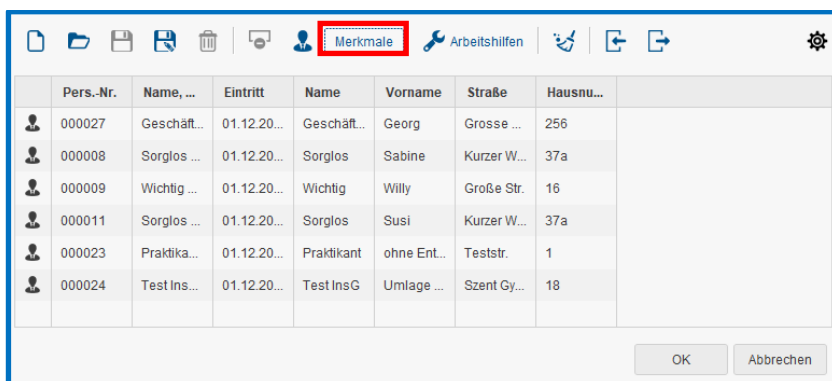 Merkmale Arbeitshilfen
Pers.-Nr. Name, ... Eintritt Name Vorname Straße Hausnu...
000027 Geschäft... 01.12.20... Geschäft... Georg Grosse ... 256
000008 Sorglos ... 01.12.20... Sorglos Sabine Kurzer W... 37a
000009 Wichtig ... 01.12.20... Wichtig Willy Große Str. 16
000011 Sorglos ... 01.12.20... Sorglos Susi Kurzer W... 37a
000023 Praktika... 01.12.20... Praktikant ohne Ent... Teststr. 1
000024 Test Ins... 01.12.20... Test InsG Umlage ... Szent Gy... 18
OK Abbrechen